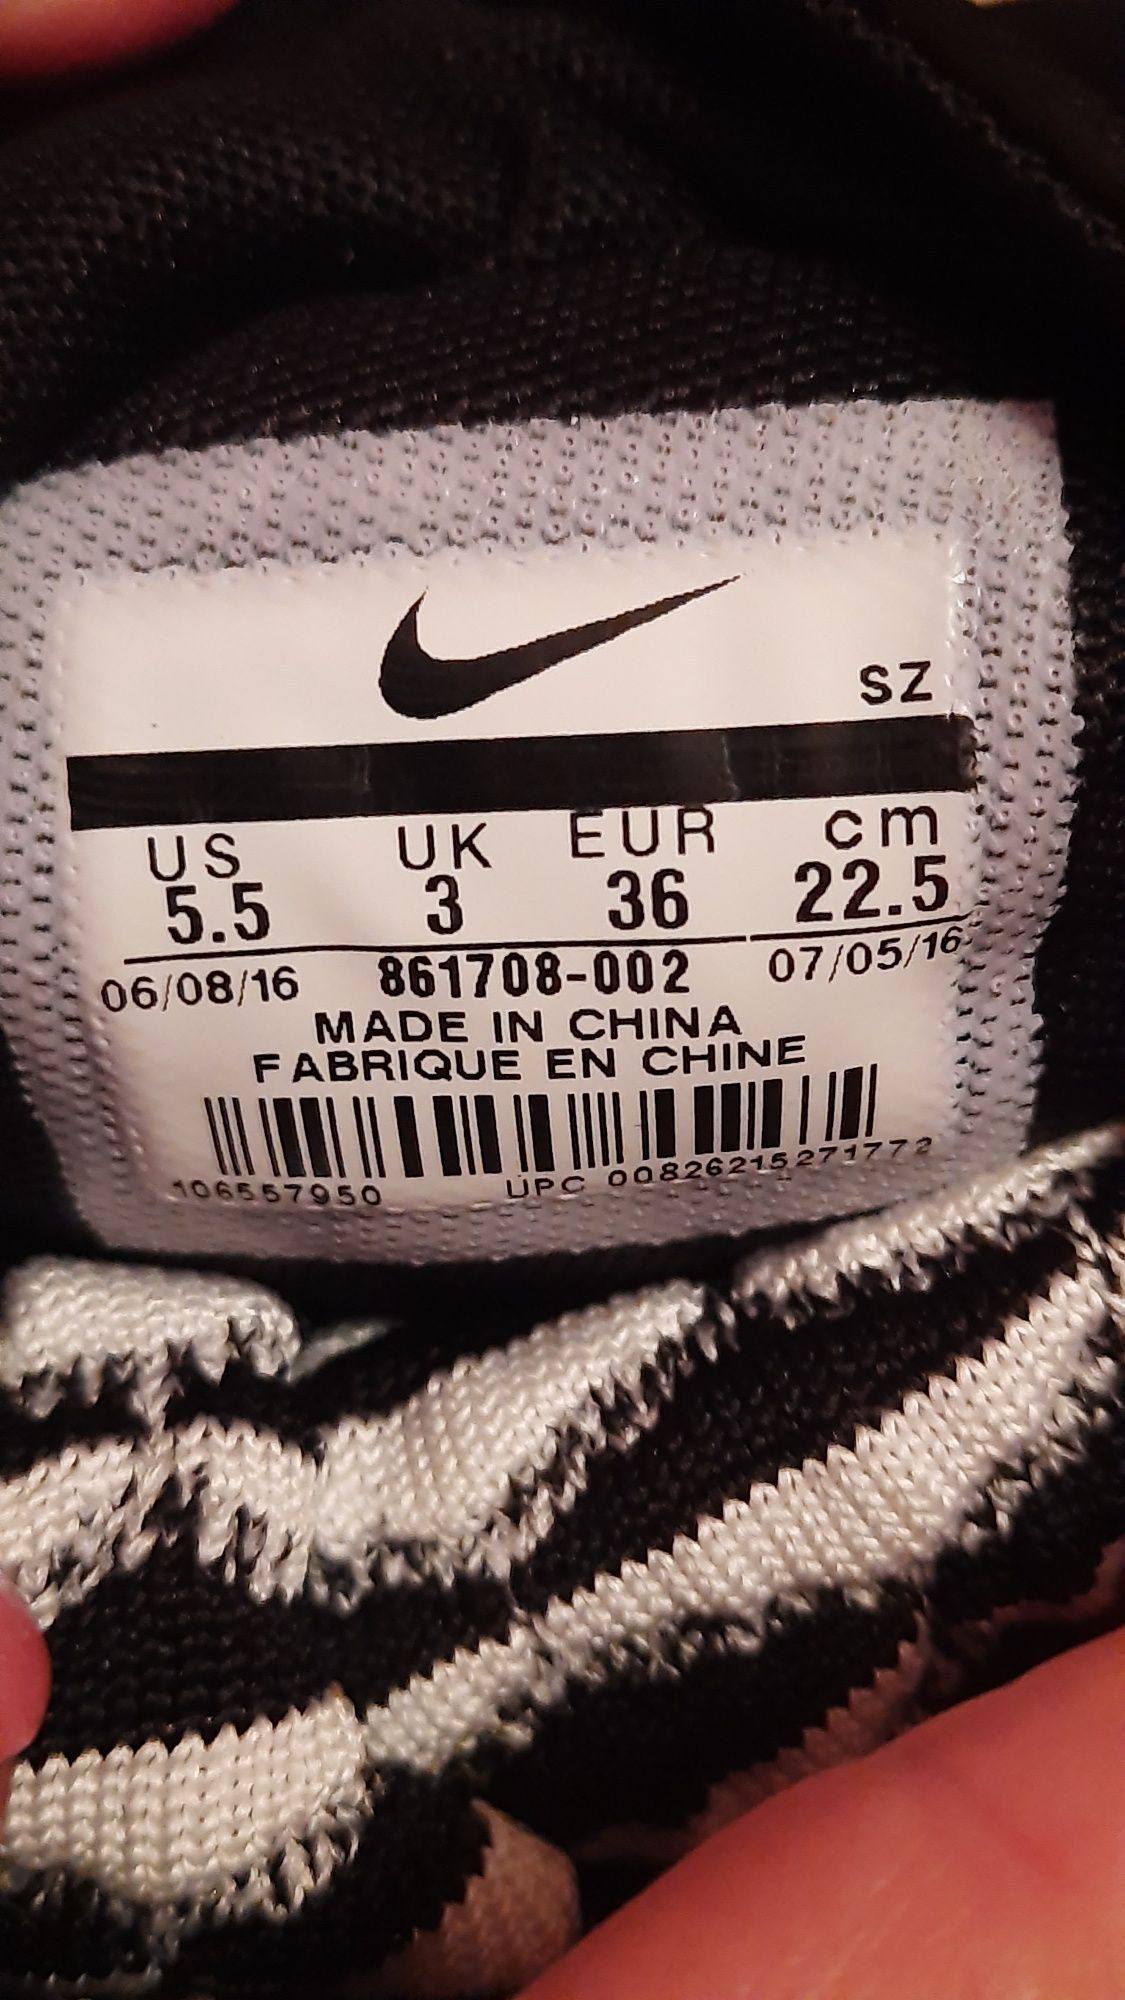 SZ
US UK EUR cm
5.5 3 36 22.5
06/08/16 861708-002 07/05/16
MADE IN CHINA
FABRIQUE EN CHINE
106557950 UPC 00826215271772